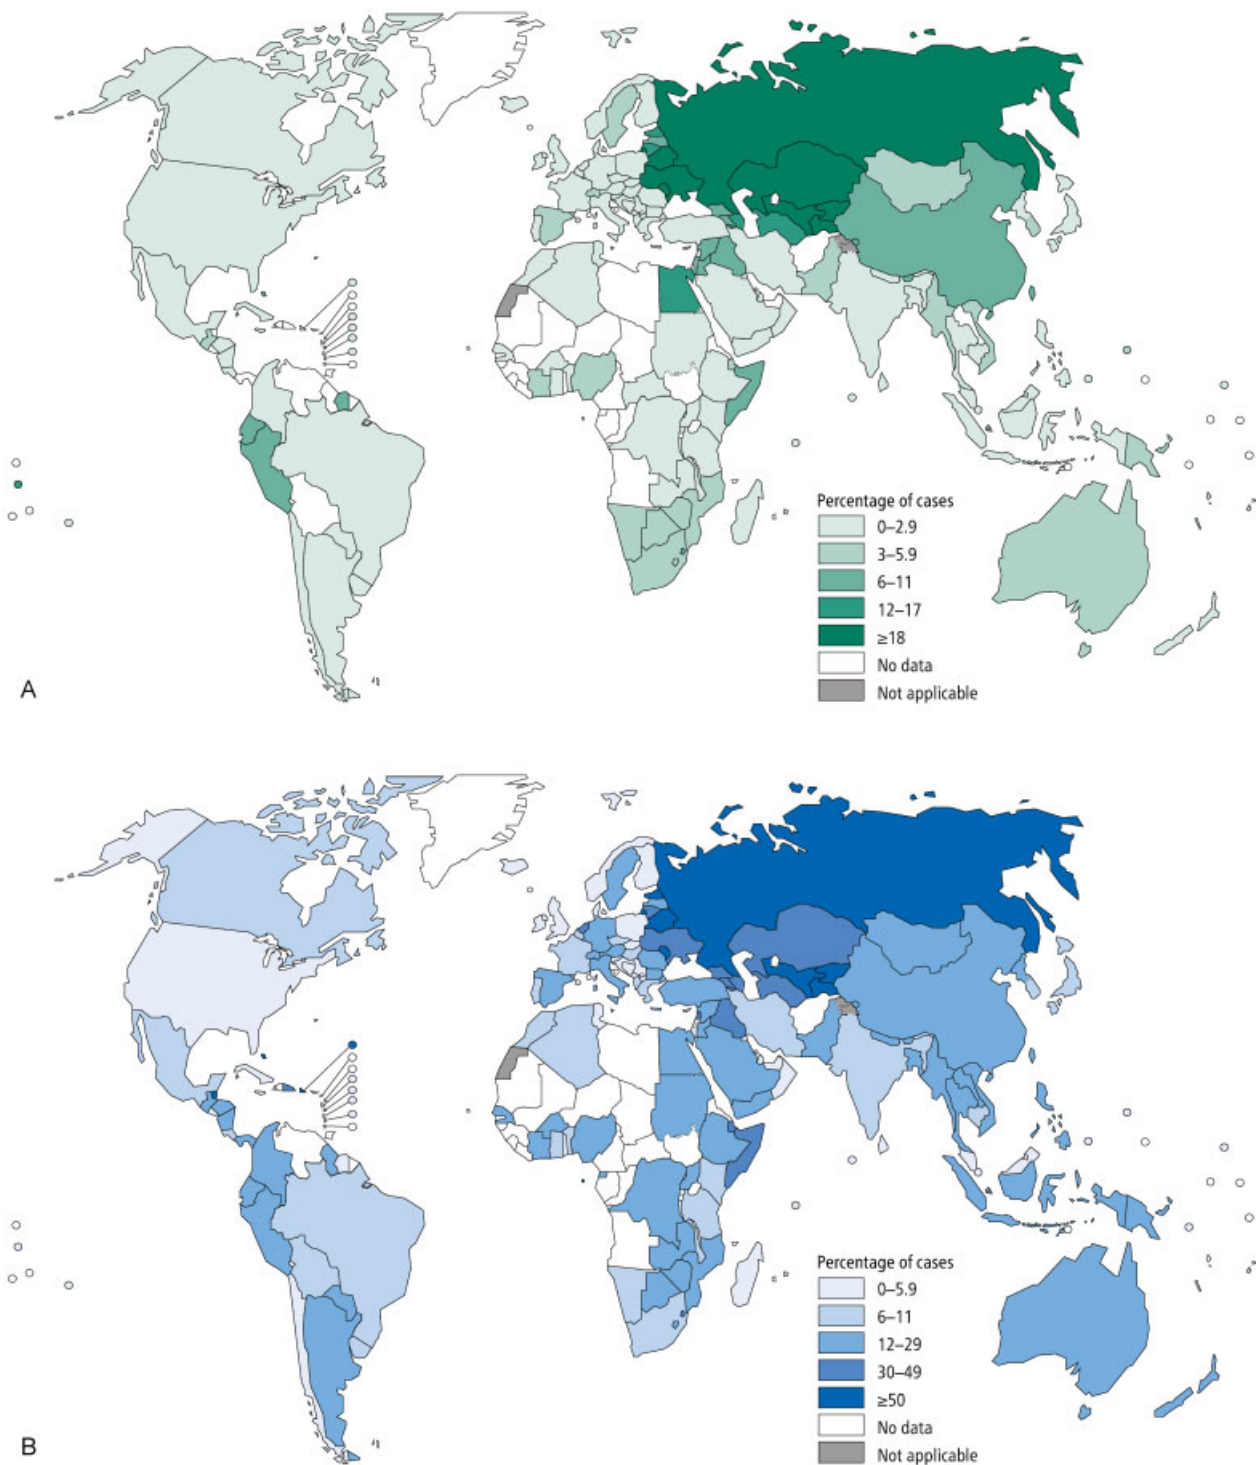 Percentage of cases
0–2.9
3–5.9
6–11
12–17
≥18
No data
Not applicable
A
Percentage of cases
0–5.9
6–11
12–29
30–49
≥50
No data
Not applicable
B